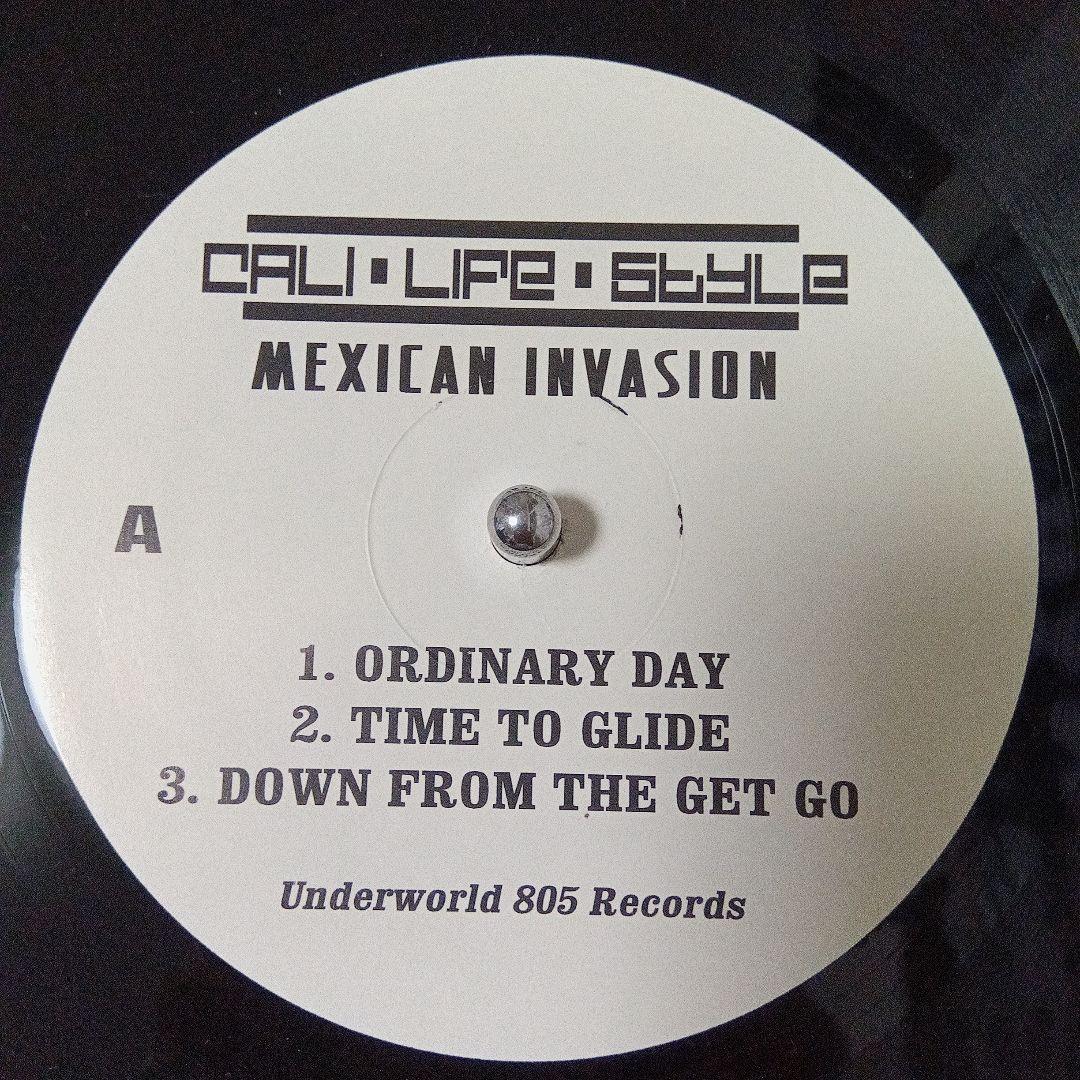 CALI ▪ LIFE ▪ STYLE
MEXICAN INVASION
A
1. ORDINARY DAY
2. TIME TO GLIDE
3. DOWN FROM THE GET GO
Underworld 805 Records